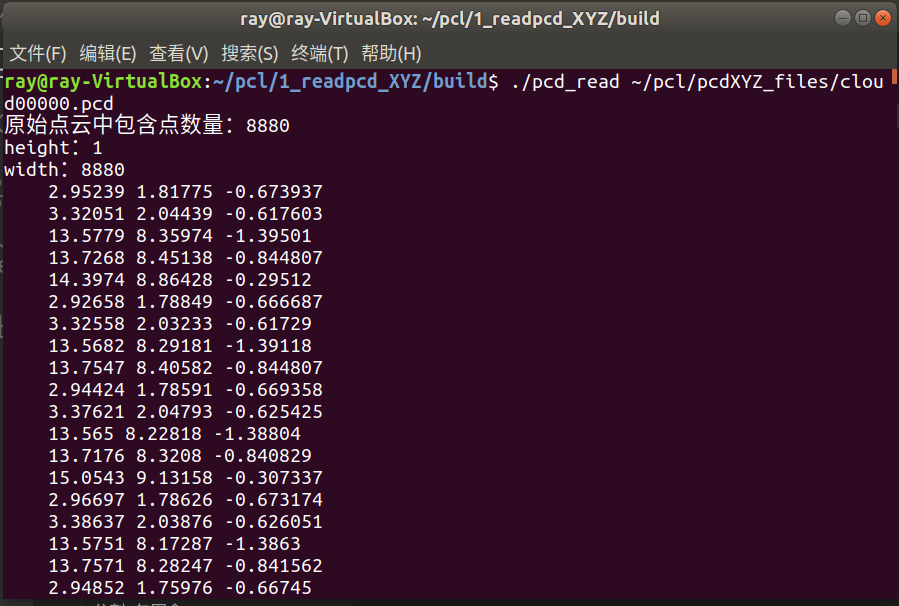 ray@ray-VirtualBox: ~/pcl/1_readpcd_XYZ/build
文件(F) 编辑(E) 查看(V) 搜索(S) 终端(T) 帮助(H)
ray@ray-VirtualBox:~/pcl/1_readpcd_XYZ/build$ ./pcd_read ~/pcl/pcdXYZ_files/clou
d00000.pcd
原始点云中包含点数量：8880
height：1
width：8880
2.95239 1.81775 -0.673937
3.32051 2.04439 -0.617603
13.5779 8.35974 -1.39501
13.7268 8.45138 -0.844807
14.3974 8.86428 -0.29512
2.92658 1.78849 -0.666687
3.32558 2.03233 -0.61729
13.5682 8.29181 -1.39118
13.7547 8.40582 -0.844807
2.94424 1.78591 -0.669358
3.37621 2.04793 -0.625425
13.565 8.22818 -1.38804
13.7176 8.3208 -0.840829
15.0543 9.13158 -0.307337
2.96697 1.78626 -0.673174
3.38637 2.03876 -0.626051
13.5751 8.17287 -1.3863
13.7571 8.28247 -0.841562
2.94852 1.75976 -0.66745